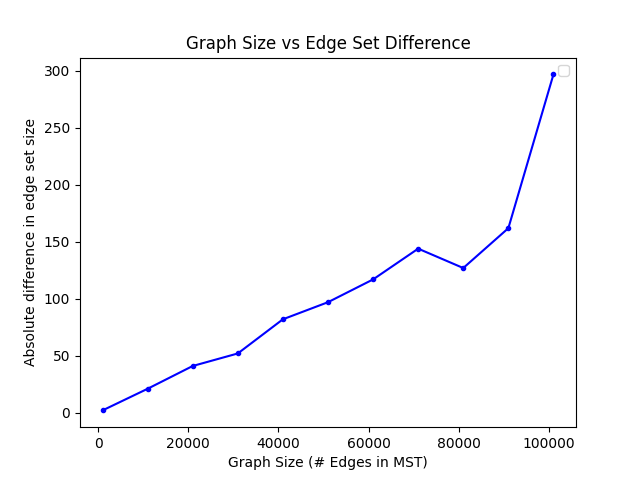 Graph Size vs Edge Set Difference
300
250
200
150
100
50
0
Absolute difference in edge set size
0 20000 40000 60000 80000 100000
Graph Size (# Edges in MST)